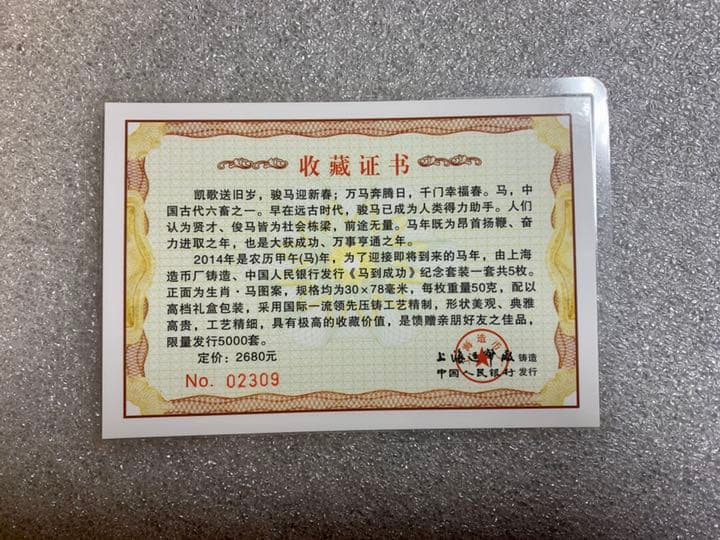 收藏证书
凯歌送旧岁，骏马迎新春；万马奔腾日，千门幸福春。马，中
国古代六畜之一。早在远古时代，骏马已成为人类得力助手。人们
认为贤才、俊马皆为社会栋梁，前途无量。马年既为昂首扬鞭、奋
力进取之年，也是大获成功、万事亨通之年。
2014年是农历甲午(马)年，为了迎接即将到来的马年，由上海
造币厂铸造、中国人民银行发行《马到成功》纪念套装一套共5枚。
正面为生肖·马图案，规格均为30×78毫米，每枚重量50克，配以
高档礼盒包装，采用国际一流领先压铸工艺精制，形状美观、典雅
高贵，工艺精细，具有极高的收藏价值，是馈赠亲朋好友之佳品，
限量发行5000套。
定价：2680元
上海造币厂 铸造
No. 02309
中国人民银行 发行